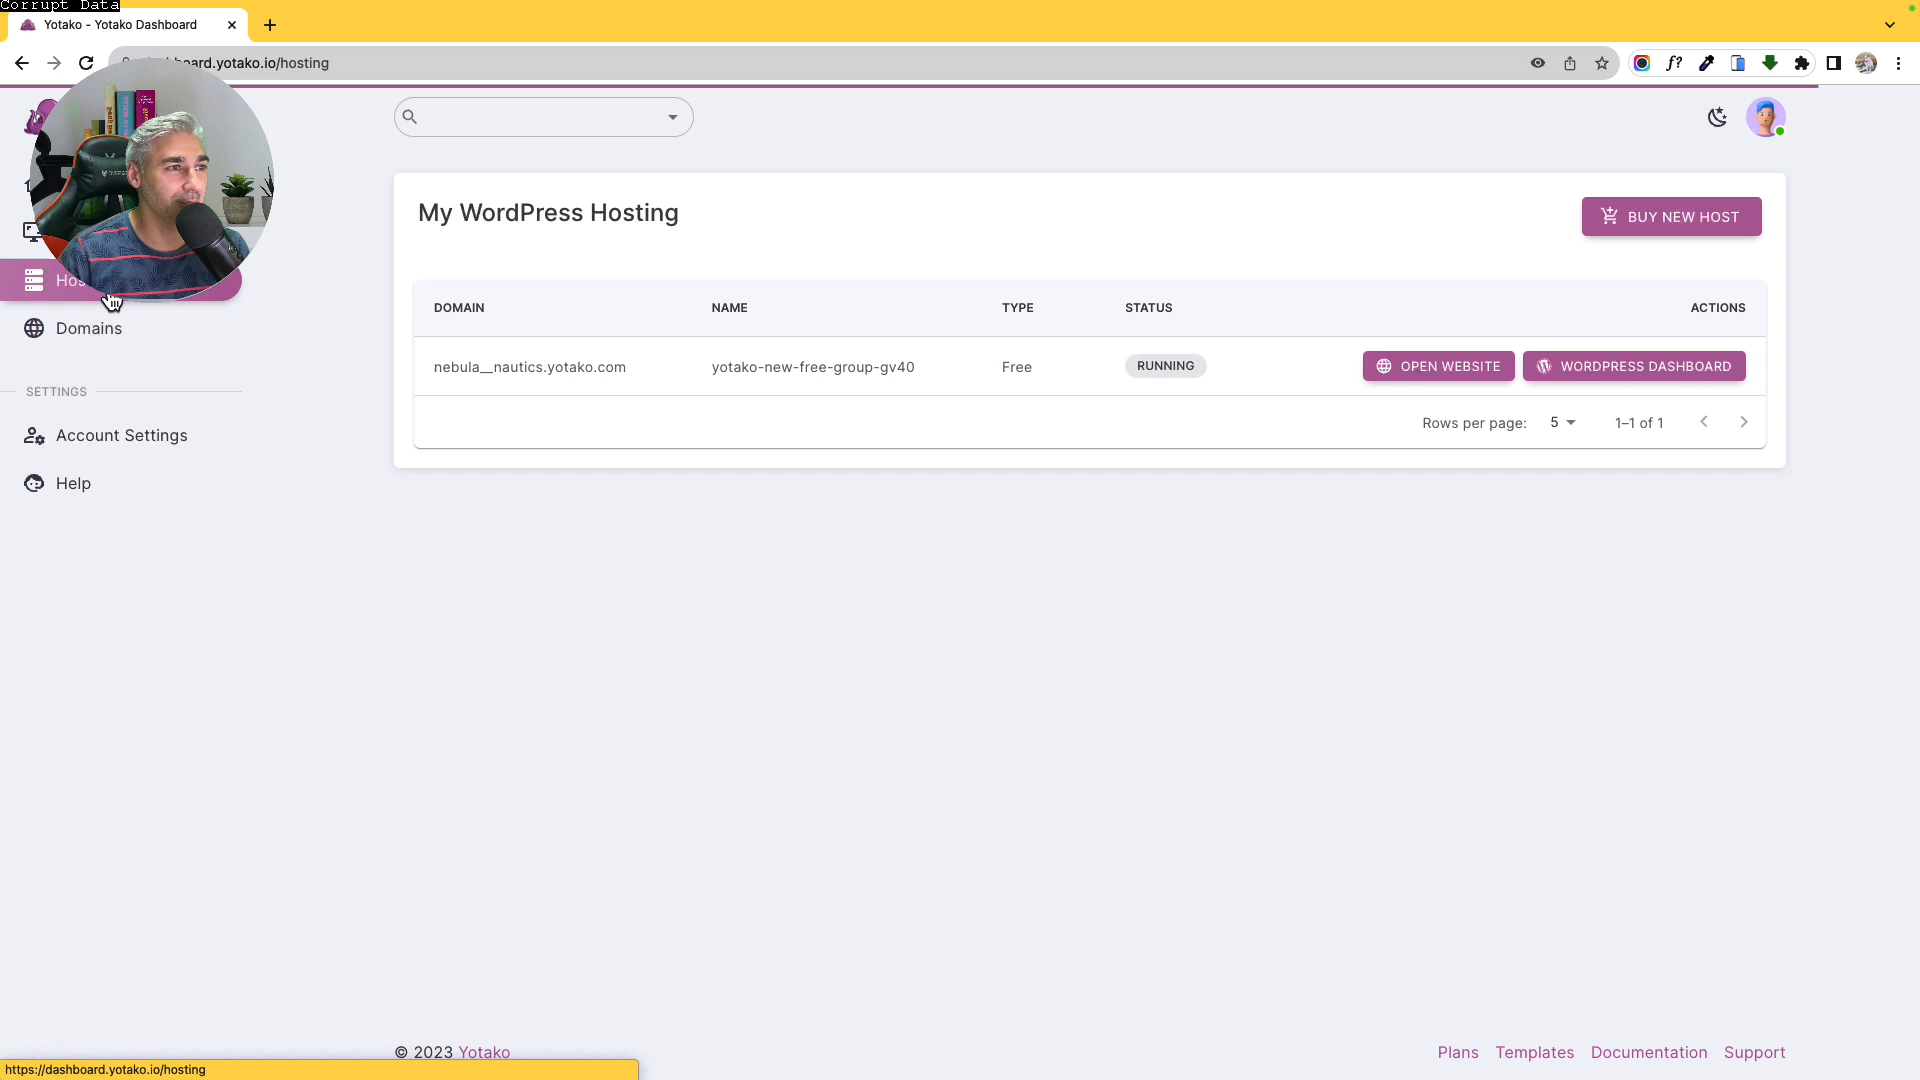 Corrupt Data
Yotako - Yotako Dashboard
board.yotako.io/hosting
f?
My WordPress Hosting
BUY NEW HOST
DOMAIN NAME TYPE STATUS ACTIONS
nebula__nautics.yotako.com yotako-new-free-group-gv40 Free RUNNING OPEN WEBSITE WORDPRESS DASHBOARD
Rows per page: 5 1–1 of 1
Domains
SETTINGS
Account Settings
Help
© 2023 Yotako
Plans Templates Documentation Support
https://dashboard.yotako.io/hosting